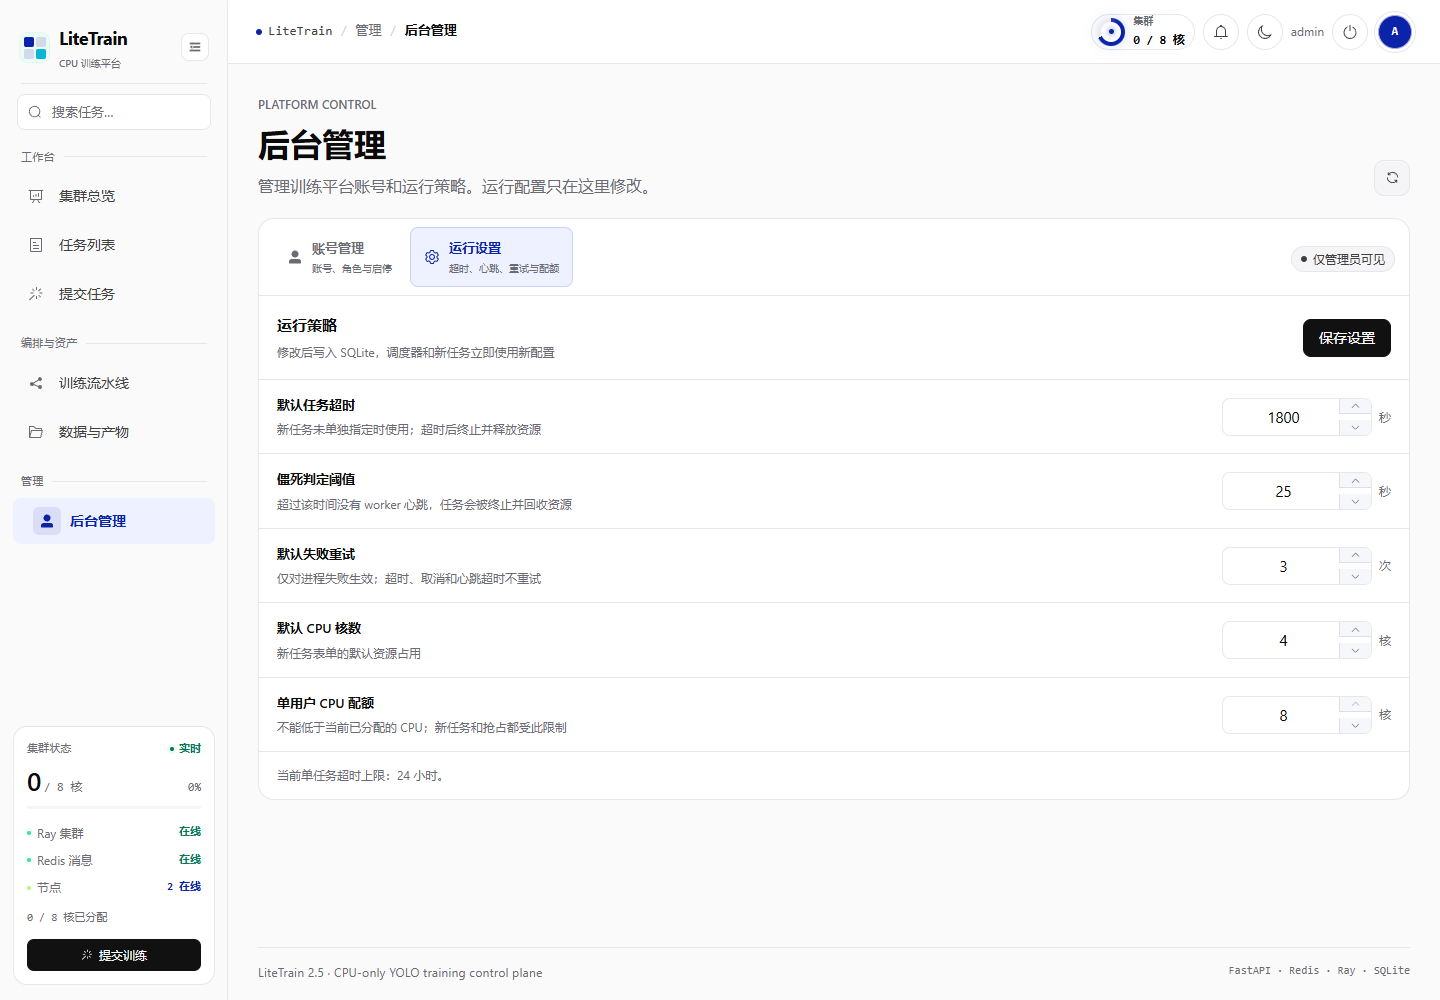 LiteTrain
CPU 训练平台
搜索任务...
工作台
集群总览
任务列表
提交任务
编排与资产
训练流水线
数据与产物
管理
后台管理
集群状态
实时
0 / 8 核
0%
Ray 集群
在线
Redis 消息
在线
节点
2 在线
0 / 8 核已分配
提交训练
LiteTrain / 管理 / 后台管理
集群
0 / 8 核
admin
A
PLATFORM CONTROL
后台管理
管理训练平台账号和运行策略。运行配置只在这里修改。
账号管理
账号、角色与启停
运行设置
超时、心跳、重试与配额
仅管理员可见
运行策略
修改后写入 SQLite，调度器和新任务立即使用新配置
保存设置
默认任务超时
新任务未单独指定时使用；超时后终止并释放资源
1800 秒
僵死判定阈值
超过该时间没有 worker 心跳，任务会被终止并回收资源
25 秒
默认失败重试
仅对进程失败生效；超时、取消和心跳超时不重试
3 次
默认 CPU 核数
新任务表单的默认资源占用
4 核
单用户 CPU 配额
不能低于当前已分配的 CPU；新任务和抢占都受此限制
8 核
当前单任务超时上限：24 小时。
LiteTrain 2.5 · CPU-only YOLO training control plane
FastAPI · Redis · Ray · SQLite